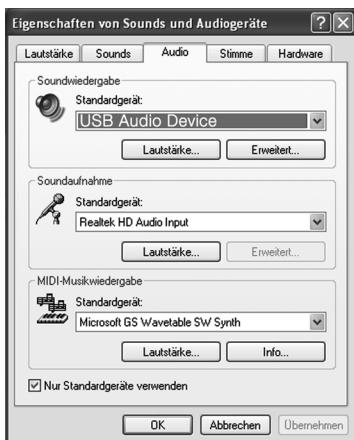 Eigenschaften von Sounds und Audiogeräte
Lautstärke Sounds Audio Stimme Hardware
Soundwiedergabe
Standardgerät:
USB Audio Device
Lautstärke... Erweitert...
Soundaufnahme
Standardgerät:
Realtek HD Audio Input
Lautstärke... Erweitert...
MIDI-Musikwiedergabe
Standardgerät:
Microsoft GS Wavetable SW Synth
Lautstärke... Info...
Nur Standardgeräte verwenden
OK Abbrechen Übernehmen